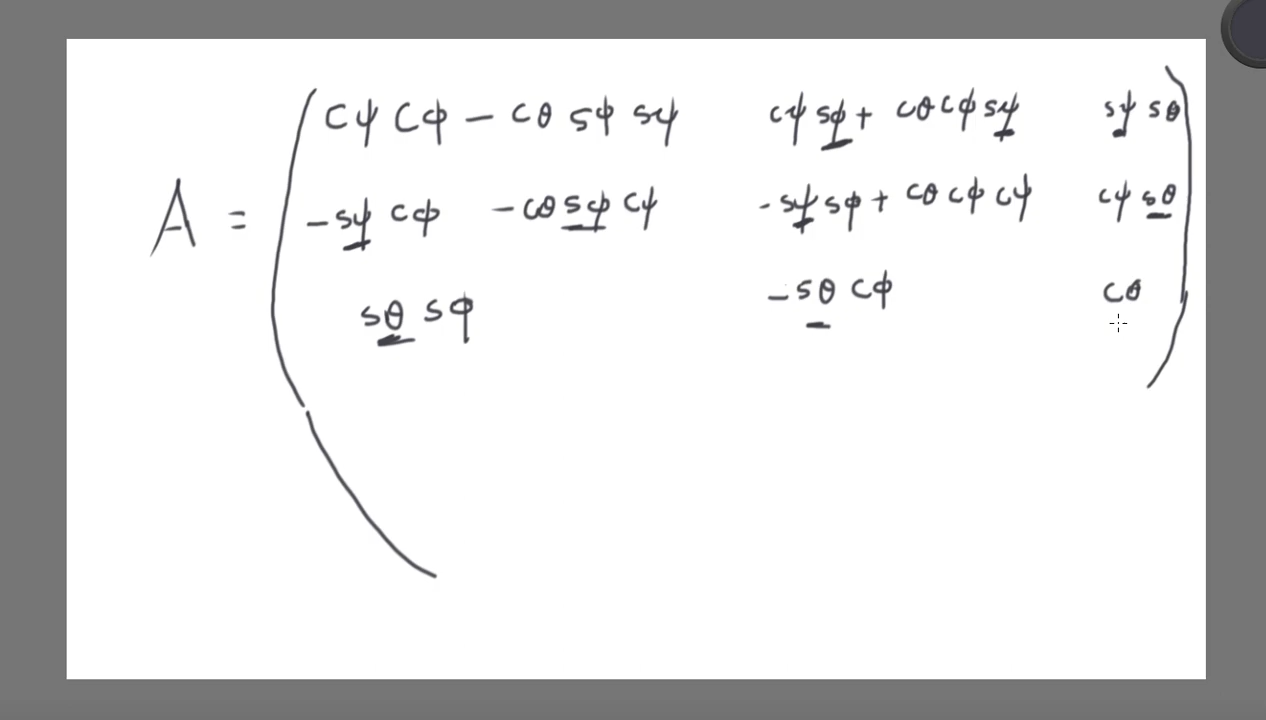 cψ cϕ - cθ sϕ sψ cψ sϕ + cθ cϕ sψ sψ sθ
A = -sψ cϕ - cθ sϕ cψ -sψ sϕ + cθ cϕ cψ cψ sθ
sθ sϕ -sθ cϕ cθ